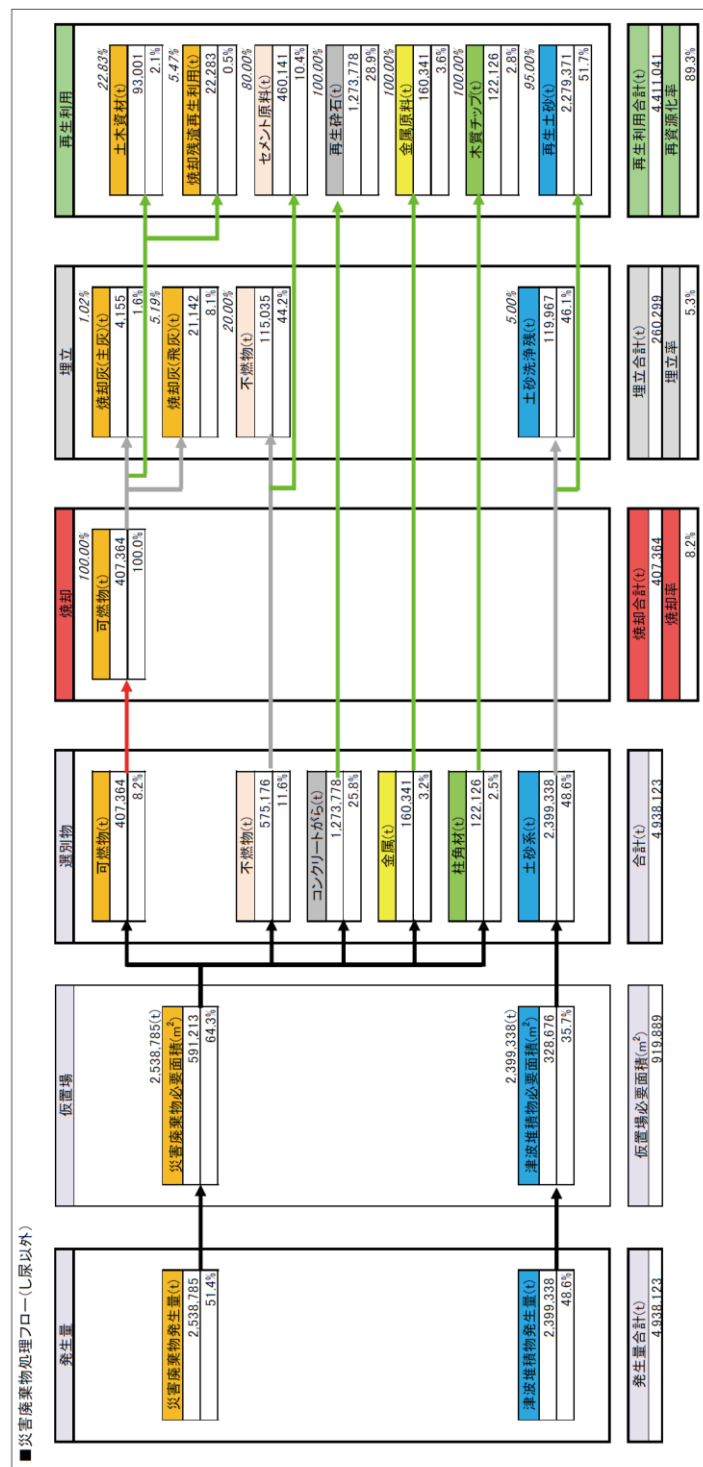 ■災害廃棄物処理フロー(し尿以外)
発生量
災害廃棄物発生量(t)
2,538,785
51.4%
津波堆積物発生量(t)
2,399,338
48.6%
発生量合計(t)
4,938,123
仮置場
2,538,785(t)
災害廃棄物必要面積(m²)
591,213
64.3%
2,399,338(t)
津波堆積物必要面積(m²)
328,676
35.7%
仮置場必要面積(m²)
919,889
選別物
可燃物(t)
407,364
8.2%
不燃物(t)
575,176
11.6%
コンクリートがら(t)
1,273,778
25.8%
金属(t)
160,341
3.2%
柱角材(t)
122,126
2.5%
土砂系(t)
2,399,338
48.6%
合計(t)
4,938,123
焼却
100.00%
可燃物(t)
407,364
100.0%
焼却合計(t)
407,364
焼却率
8.2%
埋立
1.02%
焼却灰(主灰)(t)
4,155
1.6%
5.19%
焼却灰(飛灰)(t)
21,142
8.1%
20.00%
不燃物(t)
115,035
44.2%
5.00%
土砂洗浄残(t)
119,967
46.1%
埋立合計(t)
260,299
埋立率
5.3%
再生利用
22.83%
土木資材(t)
93,001
2.1%
5.47%
焼却残渣再生利用(t)
22,283
0.5%
80.00%
セメント原料(t)
460,141
10.4%
100.00%
再生砕石(t)
1,273,778
28.9%
100.00%
金属原料(t)
160,341
3.6%
100.00%
木質チップ(t)
122,126
2.8%
95.00%
再生土砂(t)
2,279,371
51.7%
再生利用合計(t)
4,411,041
再資源化率
89.3%